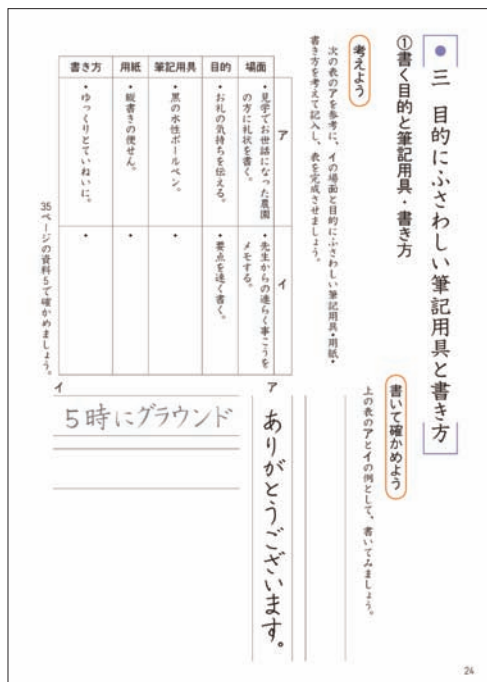 三 目的にふさわしい筆記用具と書き方
①書く目的と筆記用具・書き方
考えよう
次の表のアを参考に、イの場面と目的にふさわしい筆記用具・用紙・
書き方を考えて記入し、表を完成させましょう。
場面
目的
筆記用具
用紙
書き方
ア
・見学でお世話になった農園
の方に礼状を書く。
・お礼の気持ちを伝える。
・黒の水性ボールペン。
・縦書きの便せん。
・ゆっくりとていねいに。
イ
・先生からの連らく事こうを
メモする。
・要点を速く書く。
・
・
・
35ページの資料5で確かめましょう。
書いて確かめよう
上の表のアとイの例として、書いてみましょう。
ア
ありがとうございます。
イ
5時にグラウンド
24